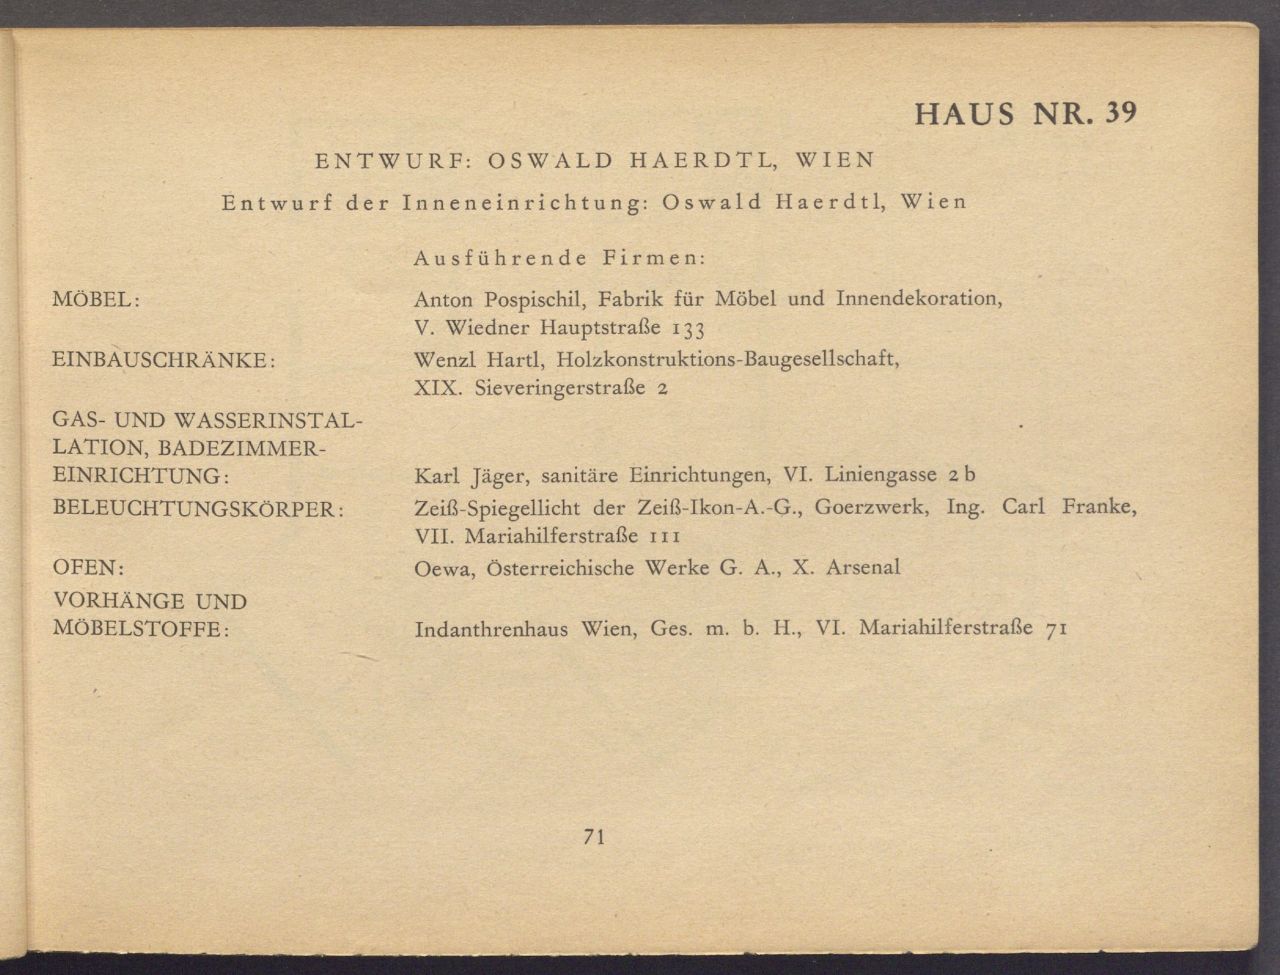 HAUS NR. 39
ENTWURF: OSWALD HAERDTL, WIEN
Entwurf der Inneneinrichtung: Oswald Haerdtl, Wien
Ausführende Firmen:
MÖBEL: Anton Pospischil, Fabrik für Möbel und Innendekoration,
V. Wiedner Hauptstraße 133
EINBAUSCHRÄNKE: Wenzl Hartl, Holzkonstruktions-Baugesellschaft,
XIX. Sieveringerstraße 2
GAS- UND WASSERINSTAL-
LATION, BADEZIMMER-
EINRICHTUNG: Karl Jäger, sanitäre Einrichtungen, VI. Liniengasse 2 b
BELEUCHTUNGSKÖRPER: Zeiß-Spiegellicht der Zeiß-Ikon-A.-G., Goerzwerk, Ing. Carl Franke,
VII. Mariahilferstraße 111
OFEN: Oewa, Österreichische Werke G. A., X. Arsenal
VORHÄNGE UND
MÖBELSTOFFE: Indanthrenhaus Wien, Ges. m. b. H., VI. Mariahilferstraße 71
71